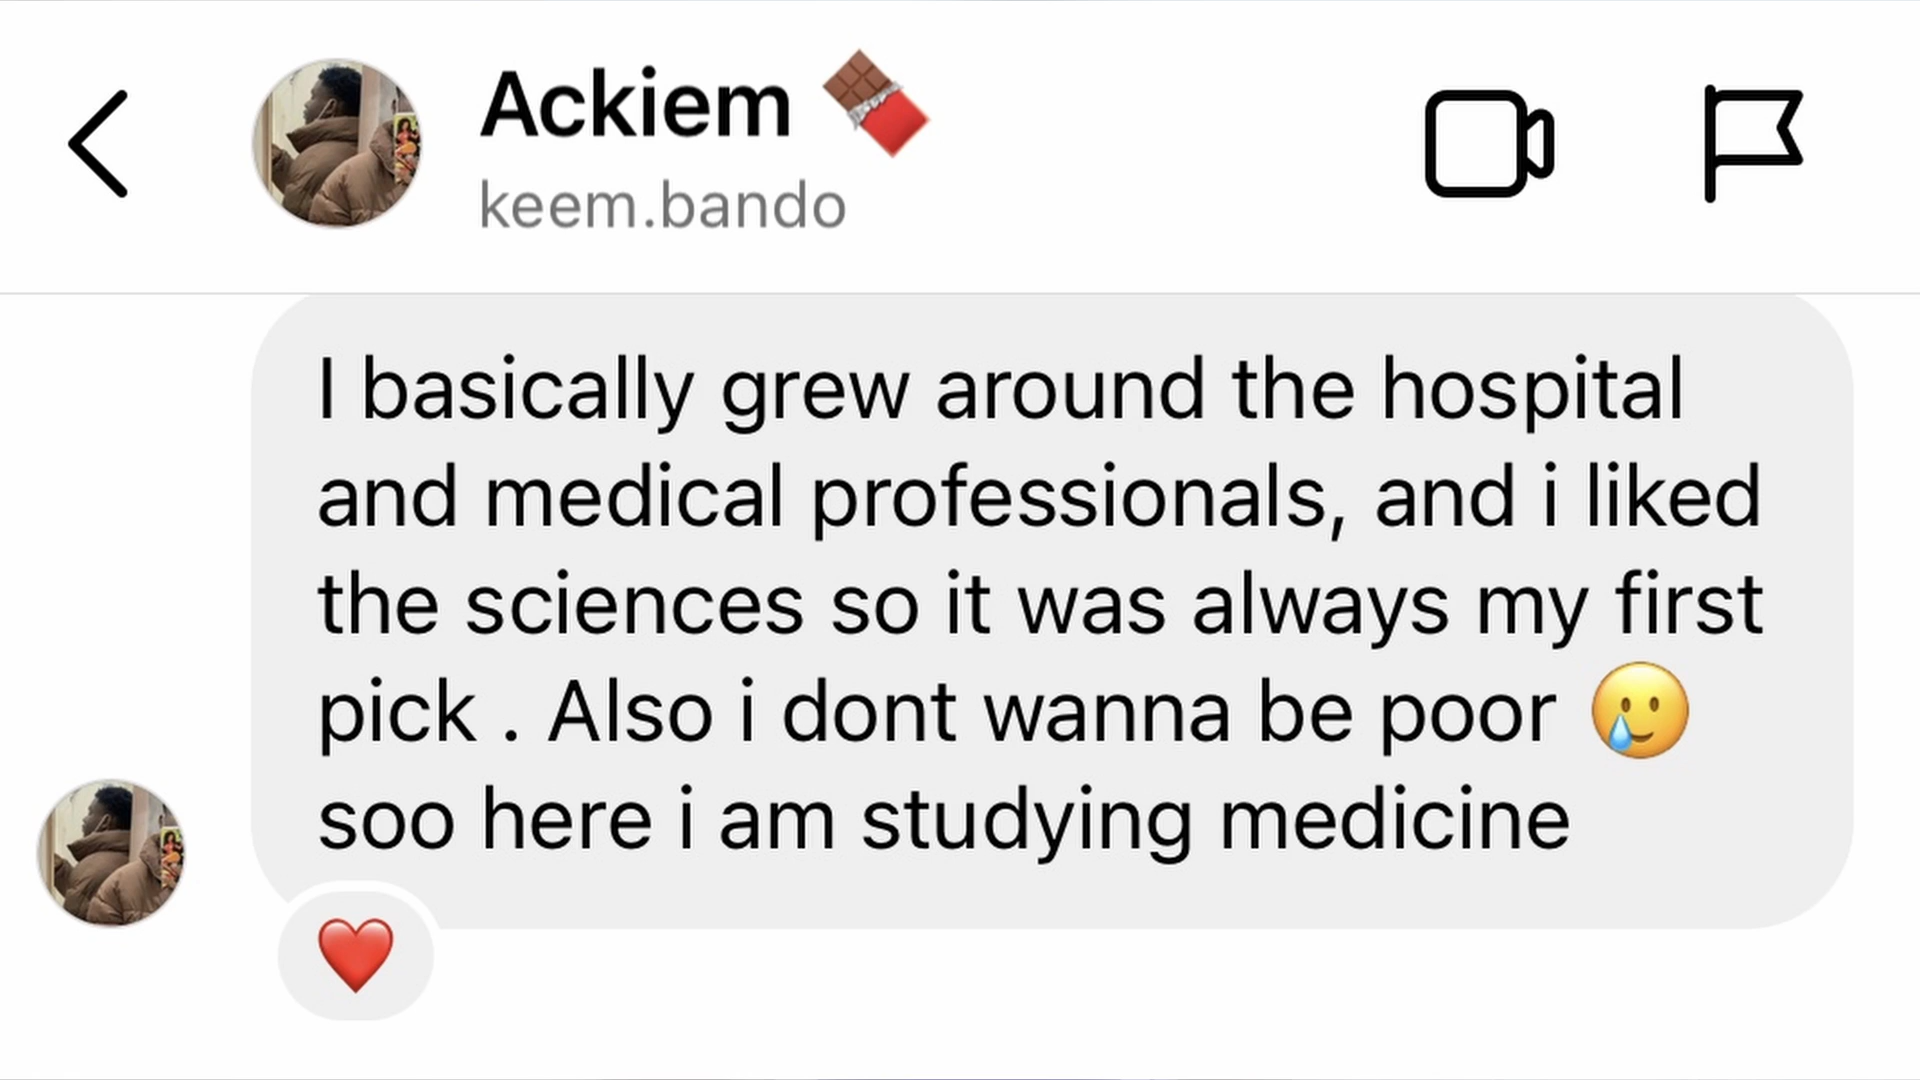 Ackiem 🍫
keem.bando
I basically grew around the hospital
and medical professionals, and i liked
the sciences so it was always my first
pick . Also i dont wanna be poor 🥲
soo here i am studying medicine
❤️